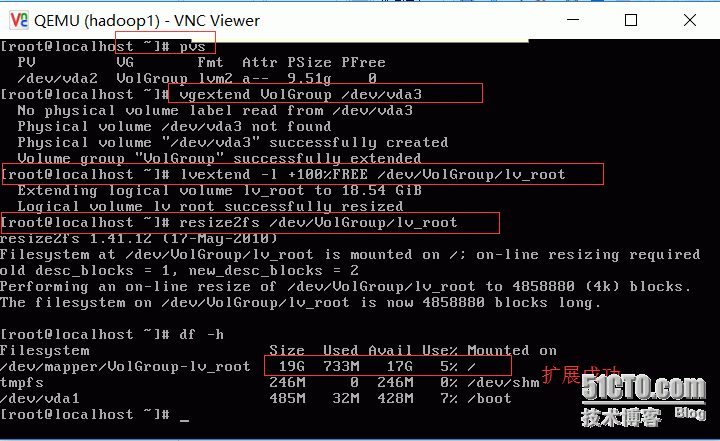 QEMU (hadoop1) - VNC Viewer
[root@localhost ~]# pvs
PV VG Fmt Attr PSize PFree
/dev/vda2 VolGroup lvm2 a-- 9.51g 0
[root@localhost ~]# vgextend VolGroup /dev/vda3
No physical volume label read from /dev/vda3
Physical volume /dev/vda3 not found
Physical volume "/dev/vda3" successfully created
Volume group "VolGroup" successfully extended
[root@localhost ~]# lvextend -l +100%FREE /dev/VolGroup/lv_root
Extending logical volume lv_root to 18.54 GiB
Logical volume lv_root successfully resized
[root@localhost ~]# resize2fs /dev/VolGroup/lv_root
resize2fs 1.41.12 (17-May-2010)
Filesystem at /dev/VolGroup/lv_root is mounted on /; on-line resizing required
old desc_blocks = 1, new_desc_blocks = 2
Performing an on-line resize of /dev/VolGroup/lv_root to 4858880 (4k) blocks.
The filesystem on /dev/VolGroup/lv_root is now 4858880 blocks long.
[root@localhost ~]# df -h
Filesystem Size Used Avail Use% Mounted on
/dev/mapper/VolGroup-lv_root 19G 733M 17G 5% /
tmpfs 246M 0 246M 0% /dev/shm
扩展成功
/dev/vda1 485M 32M 428M 7% /boot
[root@localhost ~]# _
51CTO.com
技术博客 Blog